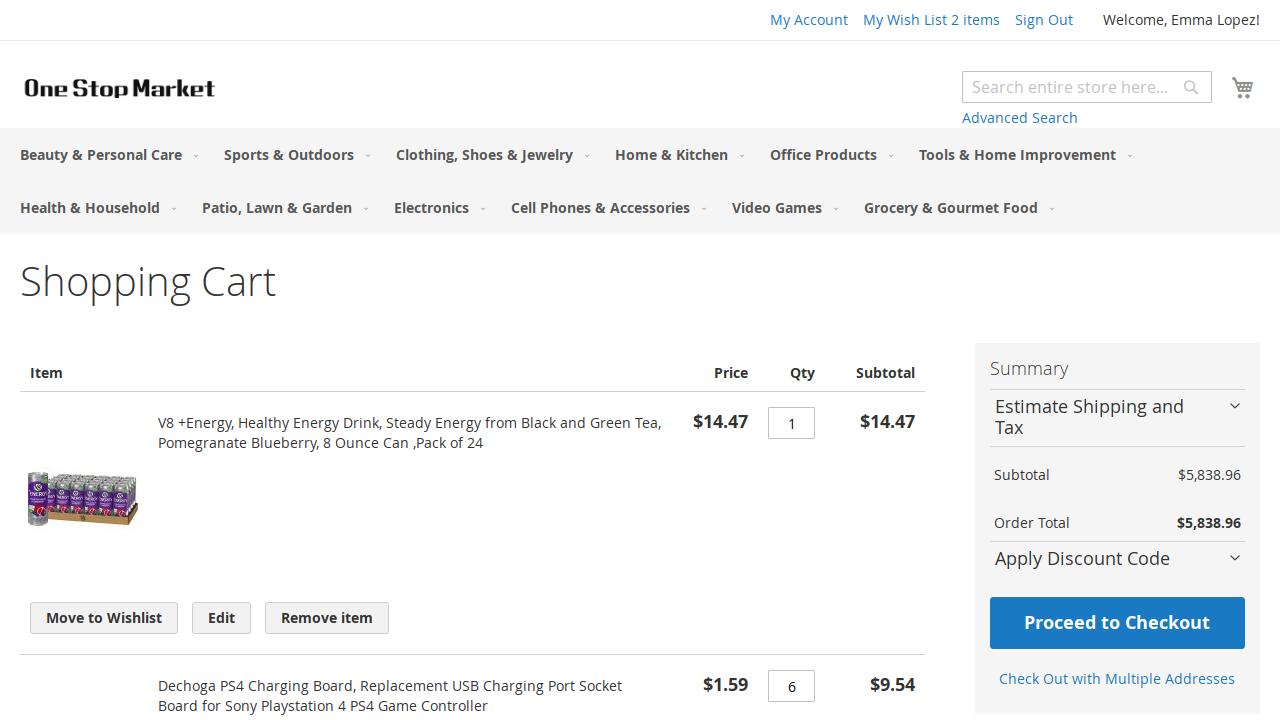 My Account My Wish List 2 items Sign Out Welcome, Emma Lopez!
One Stop Market
Search entire store here...
Advanced Search
Beauty & Personal Care Sports & Outdoors Clothing, Shoes & Jewelry Home & Kitchen Office Products Tools & Home Improvement
Health & Household Patio, Lawn & Garden Electronics Cell Phones & Accessories Video Games Grocery & Gourmet Food
Shopping Cart
Item Price Qty Subtotal
V8 +Energy, Healthy Energy Drink, Steady Energy from Black and Green Tea,
Pomegranate Blueberry, 8 Ounce Can ,Pack of 24
$14.47 1 $14.47
Move to Wishlist Edit Remove item
Dechoga PS4 Charging Board, Replacement USB Charging Port Socket
Board for Sony Playstation 4 PS4 Game Controller
$1.59 6 $9.54
Summary
Estimate Shipping and
Tax
Subtotal $5,838.96
Order Total $5,838.96
Apply Discount Code
Proceed to Checkout
Check Out with Multiple Addresses